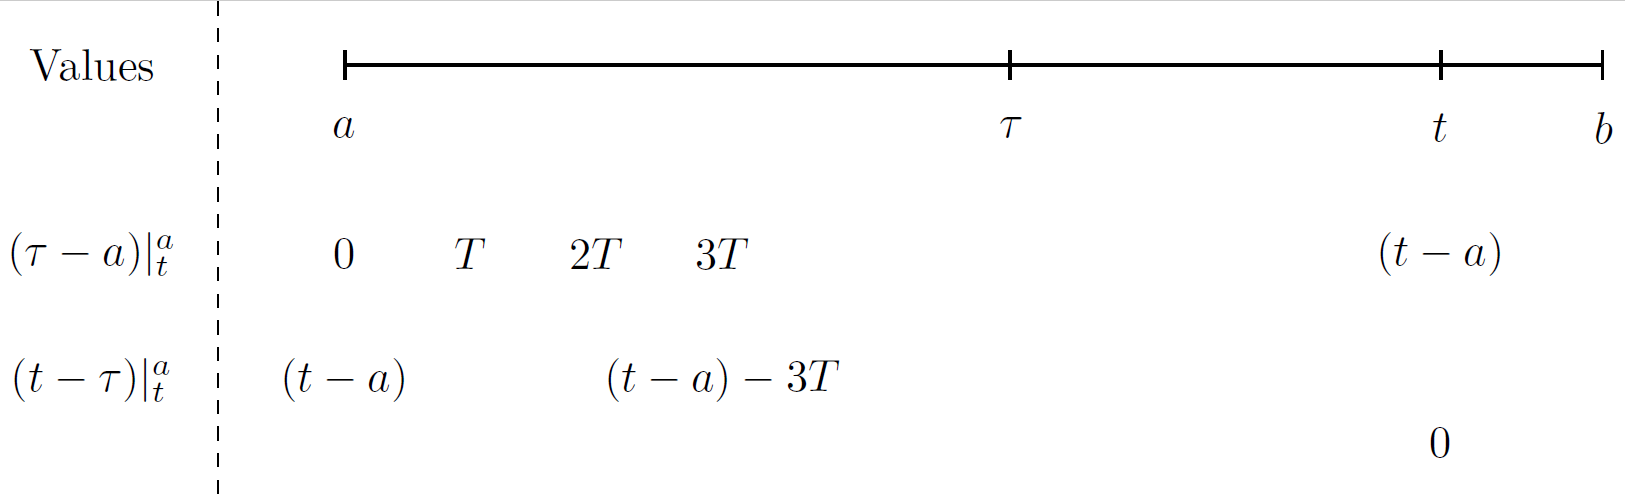 Values
a τ t b
(τ − a)|ₜᵃ 0 T 2T 3T (t − a)
(t − τ)|ₜᵃ (t − a) (t − a) − 3T
0